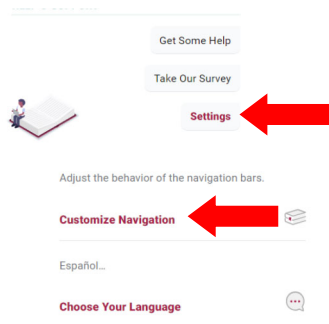 Get Some Help
Take Our Survey
Settings
Adjust the behavior of the navigation bars.
Customize Navigation
Español...
Choose Your Language